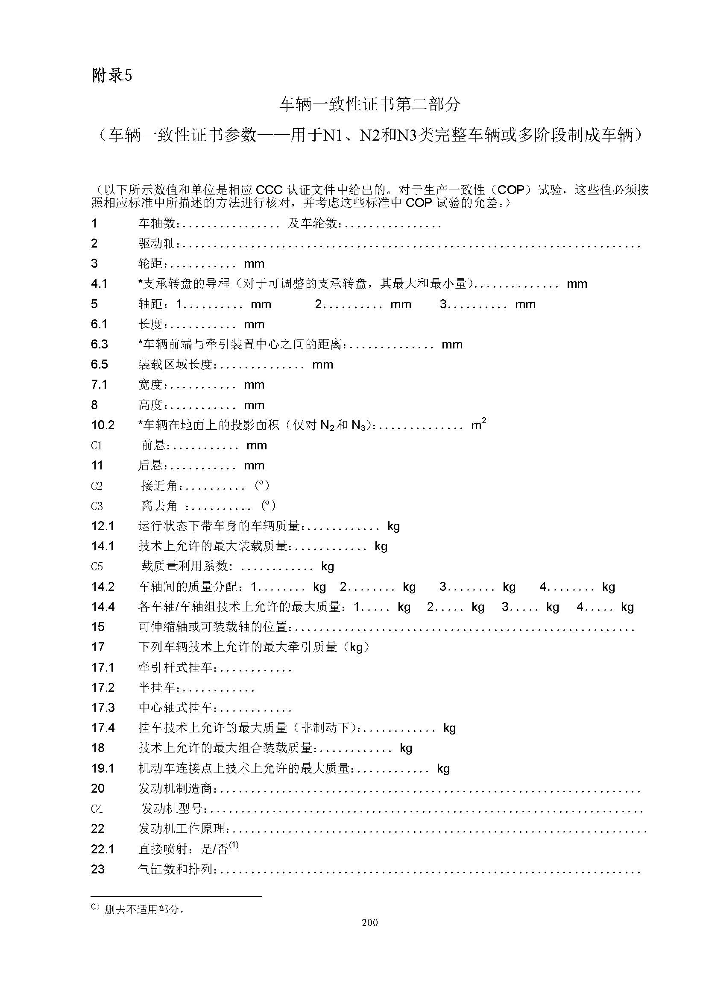 附录5
车辆一致性证书第二部分
（车辆一致性证书参数——用于N1、N2和N3类完整车辆或多阶段制成车辆）
（以下所示数值和单位是相应 CCC 认证文件中给出的。对于生产一致性（COP）试验，这些值必须按
照相应标准中所描述的方法进行核对，并考虑这些标准中 COP 试验的允差。）
1 车轴数：................ 及车轮数：................
2 驱动轴：..........................................................................
3 轮距：........... mm
4.1 *支承转盘的导程（对于可调整的支承转盘，其最大和最小量）.............. mm
5 轴距：1.......... mm 2.......... mm 3.......... mm
6.1 长度：........... mm
6.3 *车辆前端与牵引装置中心之间的距离：.............. mm
6.5 装载区域长度：.............. mm
7.1 宽度：........... mm
8 高度：........... mm
10.2 *车辆在地面上的投影面积（仅对 N₂和 N₃）：.............. m²
C1 前悬：........... mm
11 后悬：........... mm
C2 接近角：.......... (°)
C3 离去角 ：.......... (°)
12.1 运行状态下带车身的车辆质量：............ kg
14.1 技术上允许的最大装载质量：............ kg
C5 载质量利用系数： ............ kg
14.2 车轴间的质量分配：1........ kg 2........ kg 3........ kg 4........ kg
14.4 各车轴/车轴组技术上允许的最大质量：1..... kg 2..... kg 3..... kg 4..... kg
15 可伸缩轴或可装载轴的位置：.......................................................
17 下列车辆技术上允许的最大牵引质量（kg）
17.1 牵引杆式挂车：............
17.2 半挂车：............
17.3 中心轴式挂车：............
17.4 挂车技术上允许的最大质量（非制动下）：............ kg
18 技术上允许的最大组合装载质量：............ kg
19.1 机动车连接点上技术上允许的最大质量：............ kg
20 发动机制造商：....................................................................
C4 发动机型号：......................................................................
22 发动机工作原理：...................................................................
22.1 直接喷射：是/否⁽¹⁾
23 气缸数和排列：....................................................................
⁽¹⁾ 删去不适用部分。
200